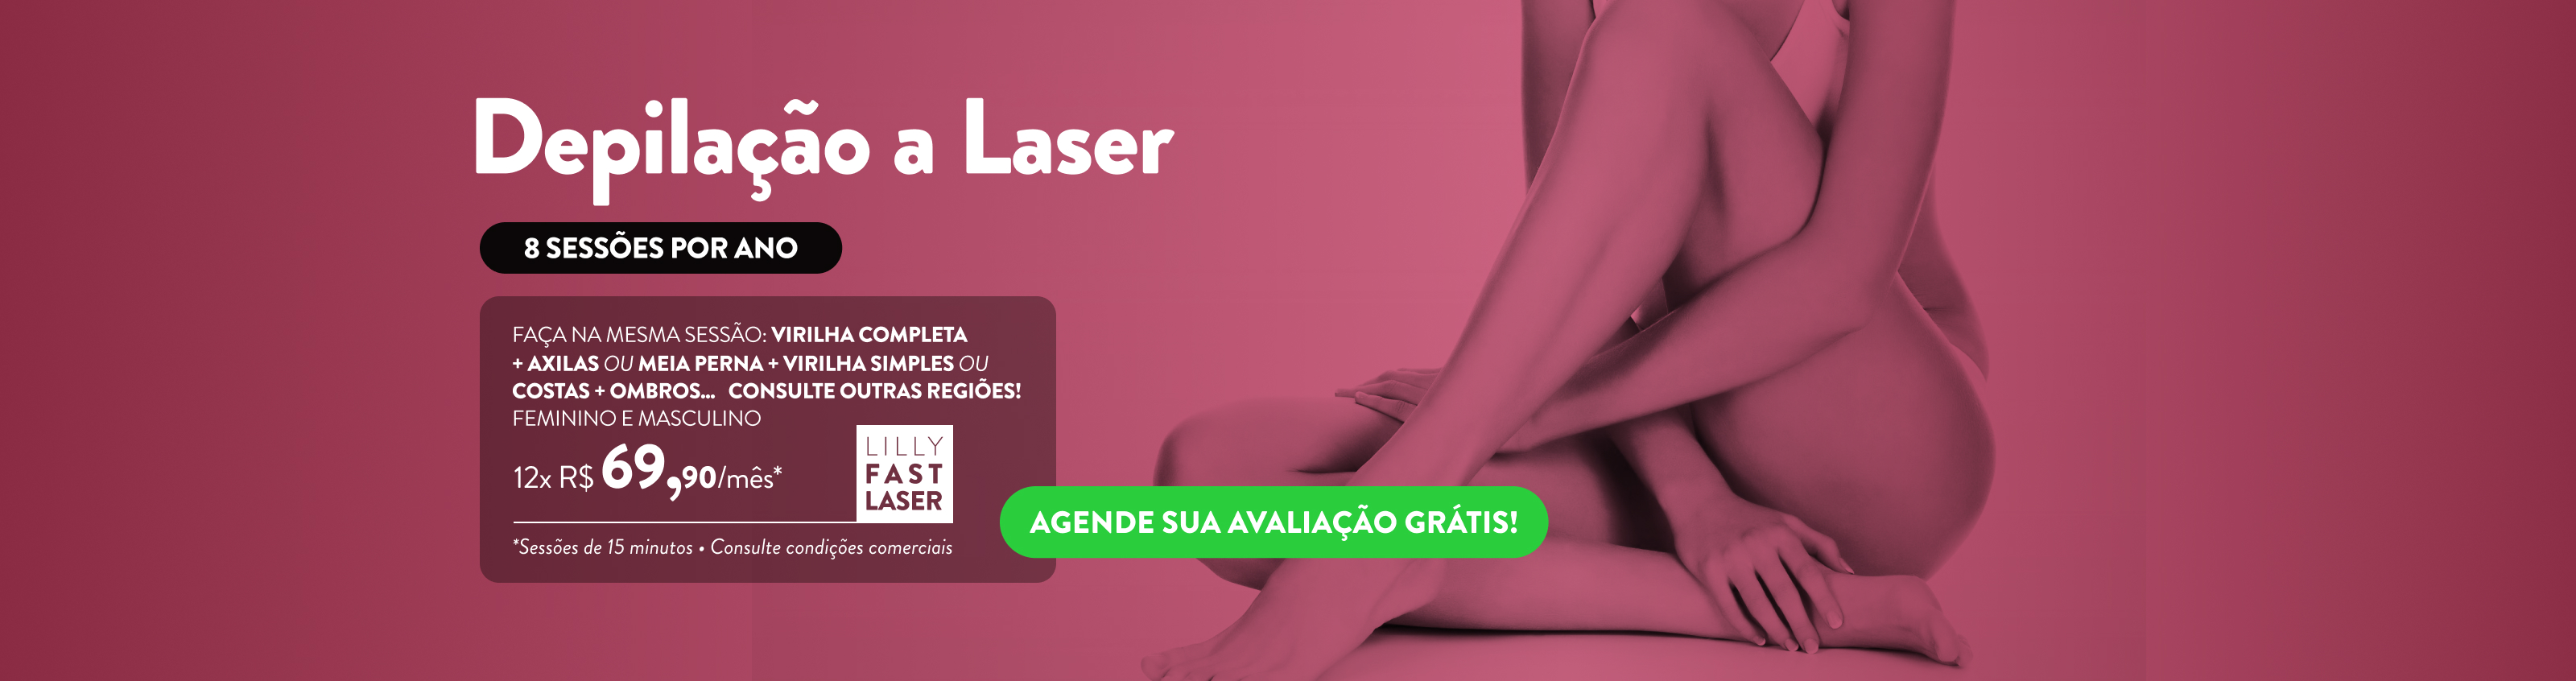 Depilação a Laser
8 SESSÕES POR ANO
FAÇA NA MESMA SESSÃO: VIRILHA COMPLETA
+ AXILAS OU MEIA PERNA + VIRILHA SIMPLES OU
COSTAS + OMBROS... CONSULTE OUTRAS REGIÕES!
FEMININO E MASCULINO
12x R$ 69,90/mês*
LILLY
FAST
LASER
*Sessões de 15 minutos • Consulte condições comerciais
AGENDE SUA AVALIAÇÃO GRÁTIS!